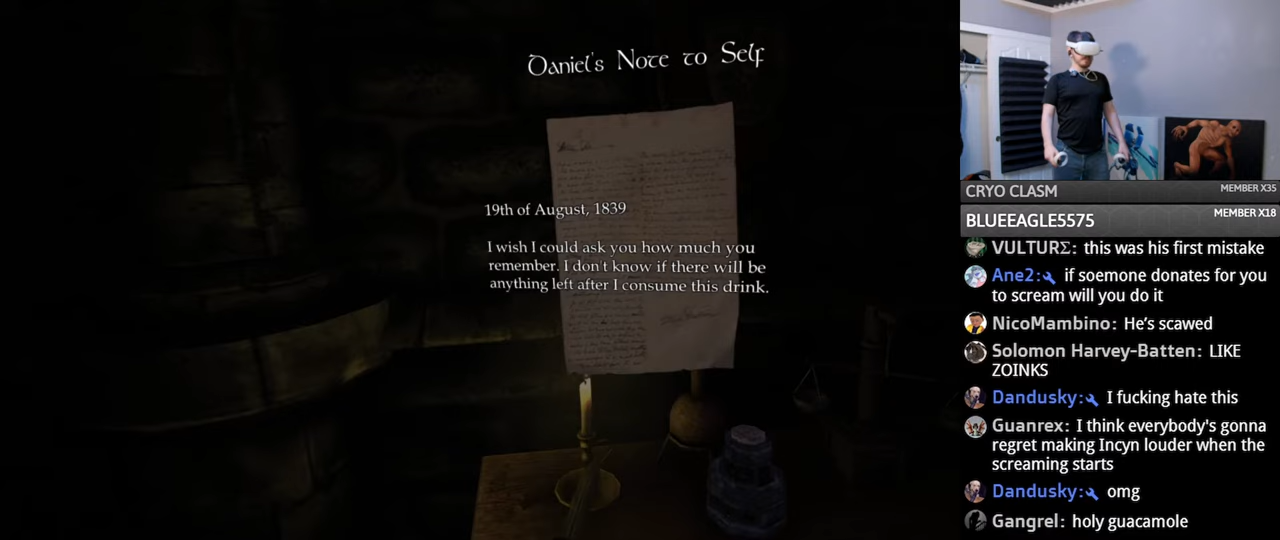 Daniel's Note to Self
19th of August, 1839
I wish I could ask you how much you
remember. I don't know if there will be
anything left after I consume this drink.
CRYO CLASM
MEMBER X35
BLUEEAGLE5575
MEMBER X18
VULTURΣ: this was his first mistake
Ane2: if soemone donates for you
to scream will you do it
NicoMambino: He's scawed
Solomon Harvey-Batten: LIKE
ZOINKS
Dandusky: I fucking hate this
Guanrex: I think everybody's gonna
regret making Incyn louder when the
screaming starts
Dandusky: omg
Gangrel: holy guacamole